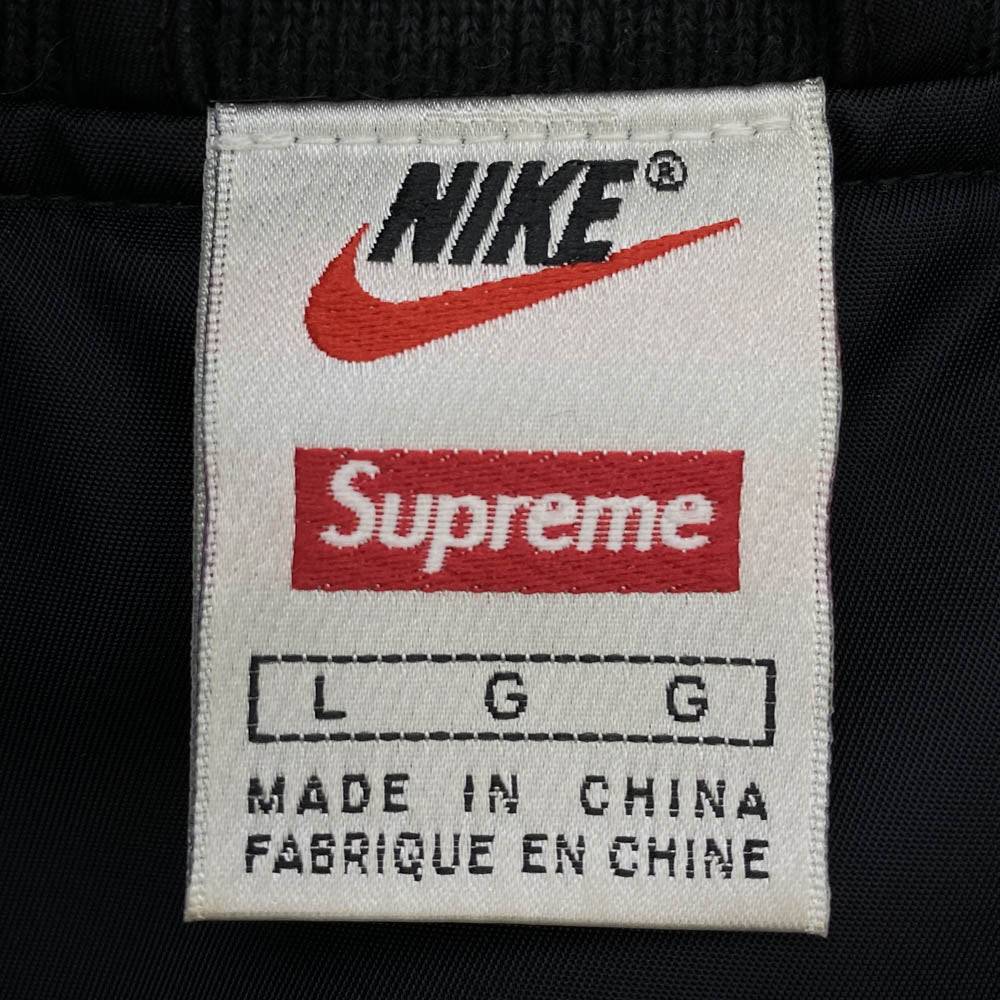 NIKE®
Supreme
L G G
MADE IN CHINA
FABRIQUE EN CHINE